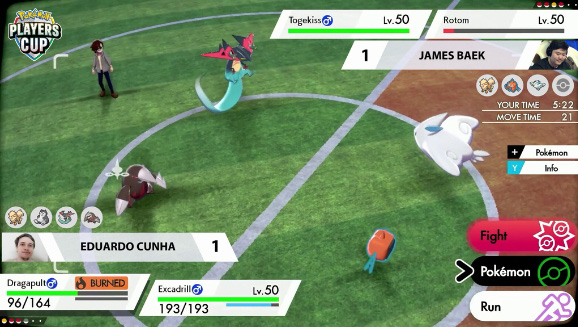 Pokémon
PLAYERS
CUP
Togekiss♂ Lv. 50
Rotom Lv. 50
1 JAMES BAEK
YOUR TIME 5:22
MOVE TIME 21
+ Pokémon
Y Info
EDUARDO CUNHA 1
Dragapult♂ BURNED
96/164
Excadrill♂ Lv. 50
193/193
Fight
Pokémon
Run